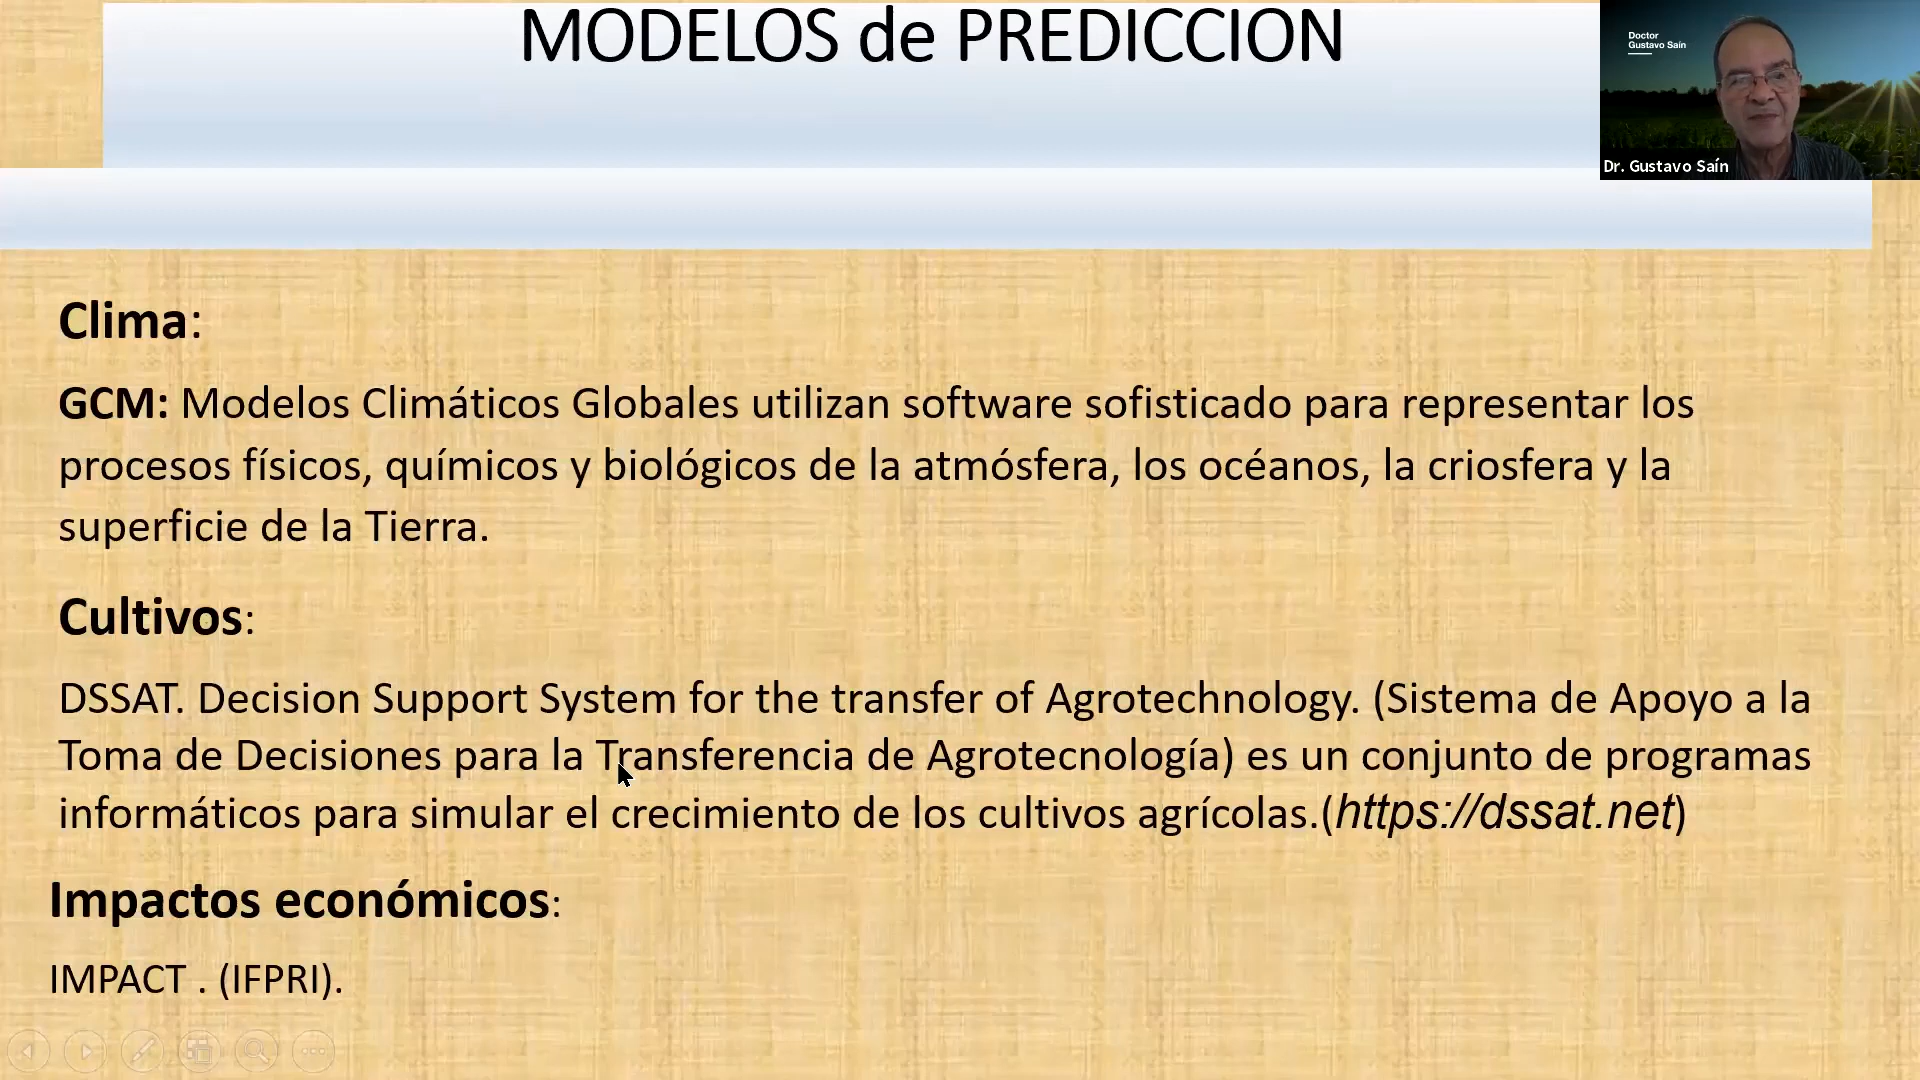 MODELOS de PREDICCION
Doctor
Gustavo Saín
Dr. Gustavo Saín
Clima:
GCM: Modelos Climáticos Globales utilizan software sofisticado para representar los
procesos físicos, químicos y biológicos de la atmósfera, los océanos, la criosfera y la
superficie de la Tierra.
Cultivos:
DSSAT. Decision Support System for the transfer of Agrotechnology. (Sistema de Apoyo a la
Toma de Decisiones para la Transferencia de Agrotecnología) es un conjunto de programas
informáticos para simular el crecimiento de los cultivos agrícolas.(https://dssat.net)
Impactos económicos:
IMPACT . (IFPRI).